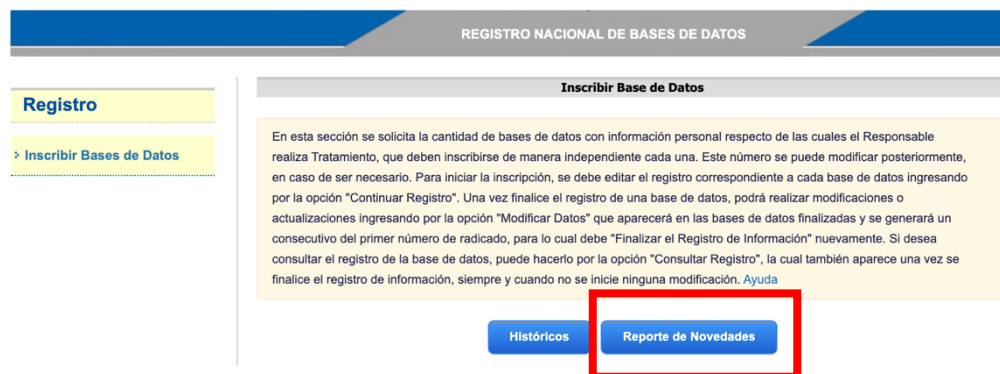 REGISTRO NACIONAL DE BASES DE DATOS
Registro
Inscribir Bases de Datos
Inscribir Base de Datos
En esta sección se solicita la cantidad de bases de datos con información personal respecto de las cuales el Responsable
realiza Tratamiento, que deben inscribirse de manera independiente cada una. Este número se puede modificar posteriormente,
en caso de ser necesario. Para iniciar la inscripción, se debe editar el registro correspondiente a cada base de datos ingresando
por la opción "Continuar Registro". Una vez finalice el registro de una base de datos, podrá realizar modificaciones o
actualizaciones ingresando por la opción "Modificar Datos" que aparecerá en las bases de datos finalizadas y se generará un
consecutivo del primer número de radicado, para lo cual debe "Finalizar el Registro de Información" nuevamente. Si desea
consultar el registro de la base de datos, puede hacerlo por la opción "Consultar Registro", la cual también aparece una vez se
finalice el registro de información, siempre y cuando no se inicie ninguna modificación. Ayuda
Históricos
Reporte de Novedades